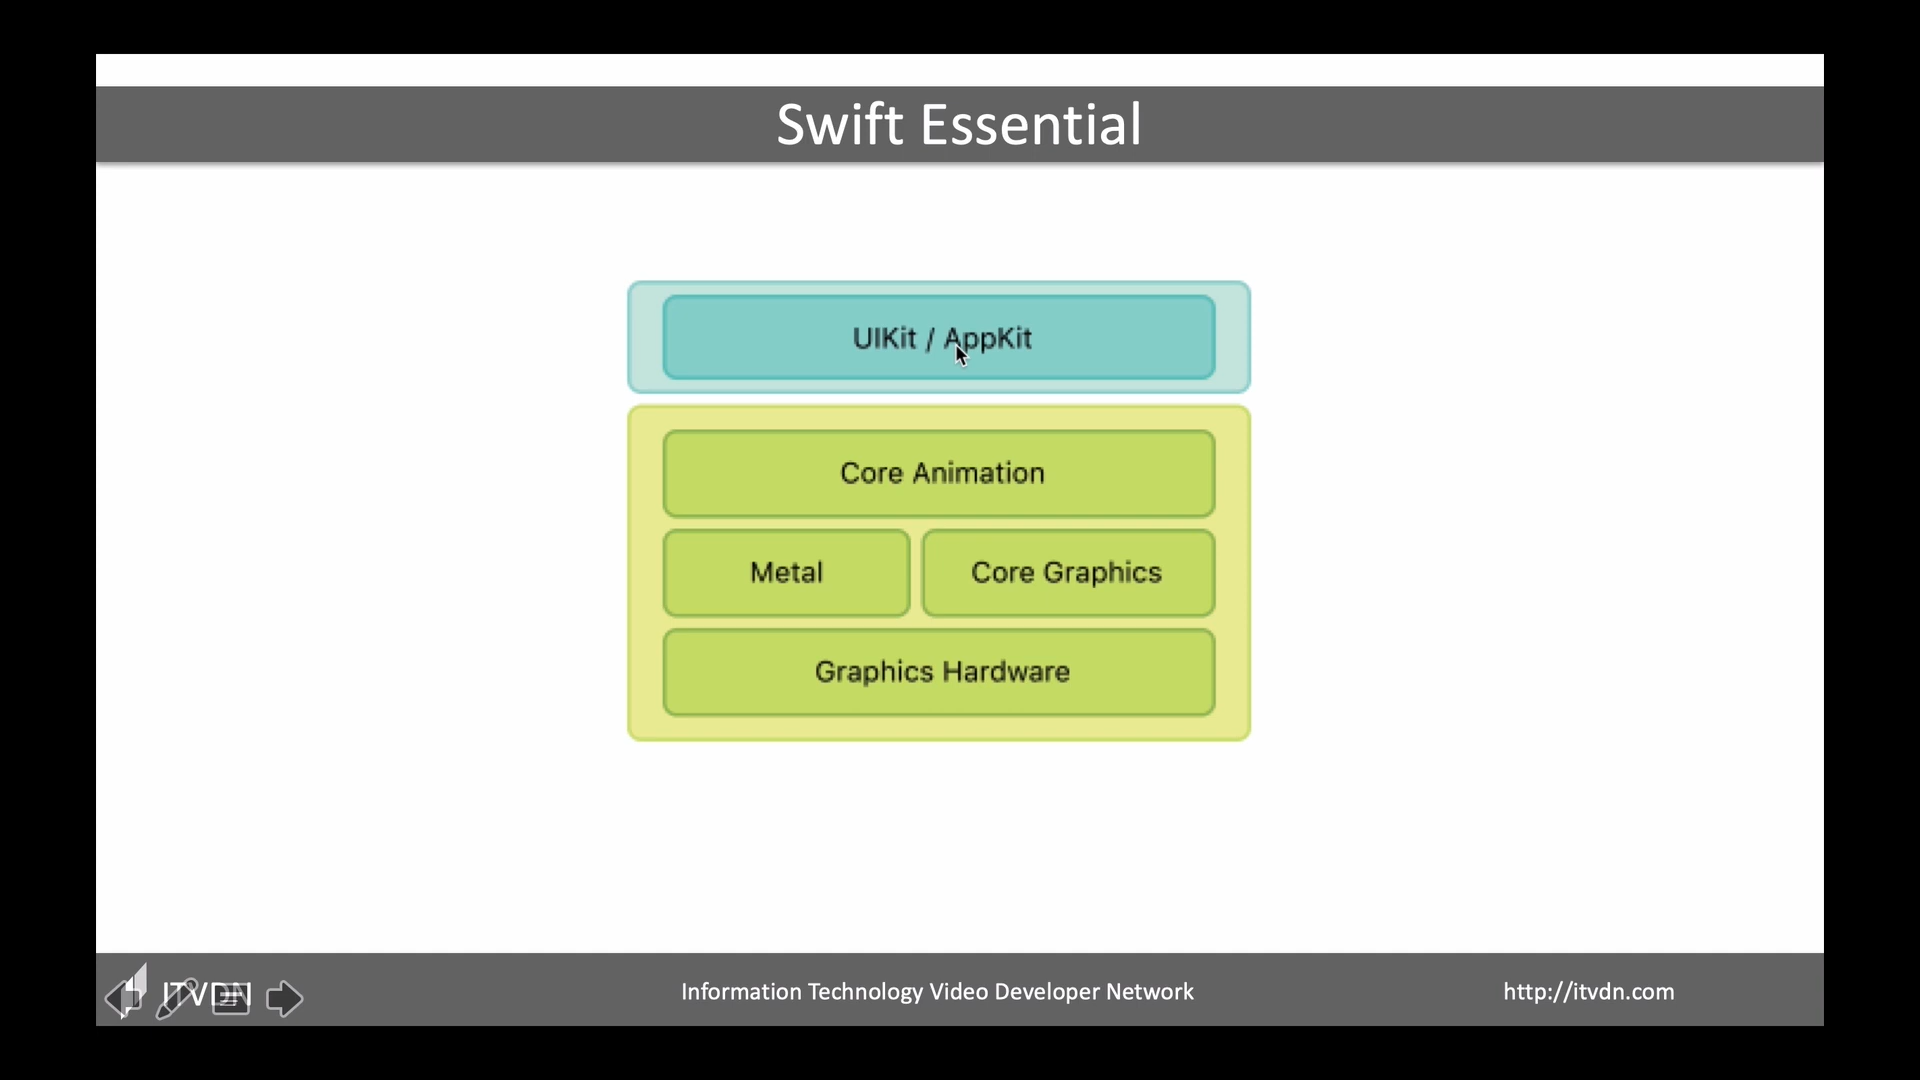 Swift Essential
UIKit / AppKit
Core Animation
Metal
Core Graphics
Graphics Hardware
ITVDN
Information Technology Video Developer Network
http://itvdn.com